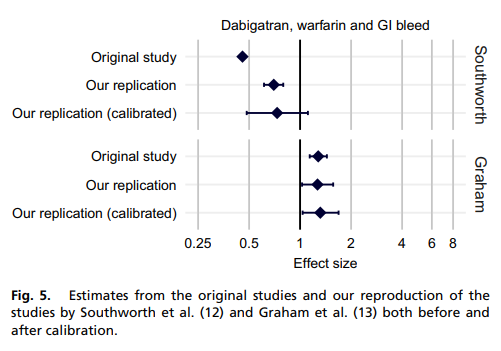 Dabigatran, warfarin and GI bleed
Southworth
Original study
Our replication
Our replication (calibrated)
Graham
Original study
Our replication
Our replication (calibrated)
0.25 0.5 1 2 4 6 8
Effect size
Fig. 5. Estimates from the original studies and our reproduction of the
studies by Southworth et al. (12) and Graham et al. (13) both before and
after calibration.